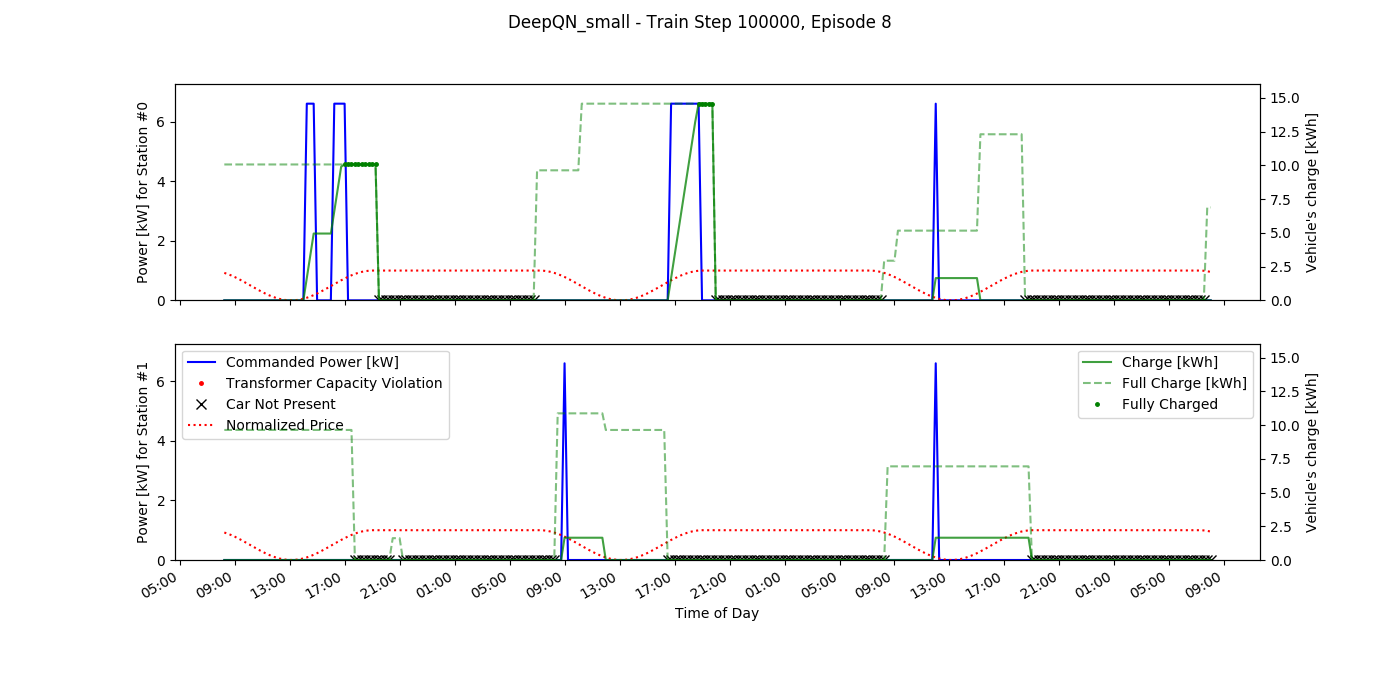 DeepQN_small - Train Step 100000, Episode 8
Power [kW] for Station #0
6
4
2
0
15.0
12.5
10.0
7.5
5.0
2.5
0.0
Vehicle's charge [kWh]
Power [kW] for Station #1
6
4
2
0
Commanded Power [kW]
Transformer Capacity Violation
Car Not Present
Normalized Price
Charge [kWh]
Full Charge [kWh]
Fully Charged
15.0
12.5
10.0
7.5
5.0
2.5
0.0
Vehicle's charge [kWh]
05:00 09:00 13:00 17:00 21:00 01:00 05:00 09:00 13:00 17:00 21:00 01:00 05:00 09:00 13:00 17:00 21:00 01:00 05:00 09:00
Time of Day